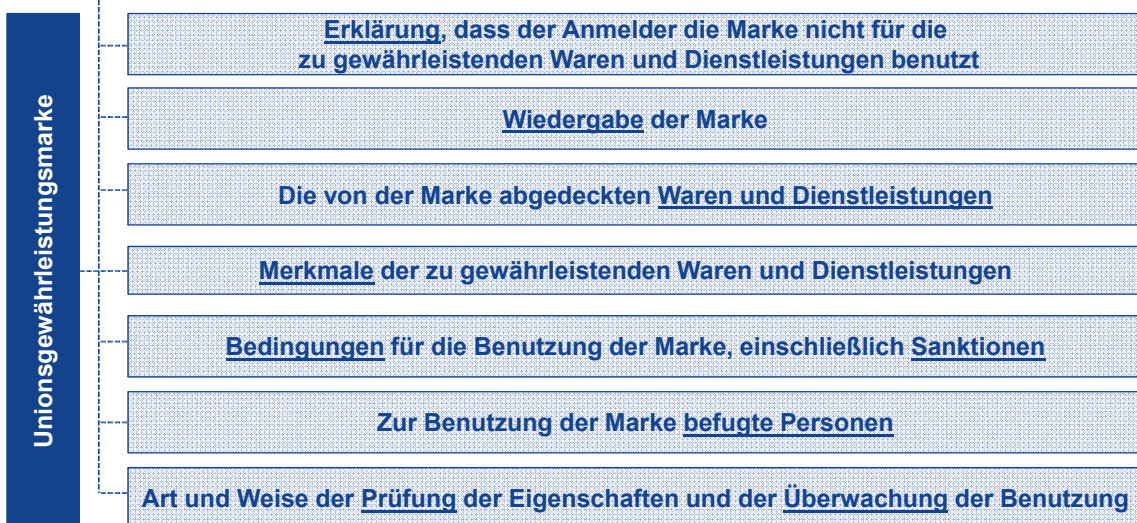 Unionsgewährleistungsmarke
Erklärung, dass der Anmelder die Marke nicht für die
zu gewährleistenden Waren und Dienstleistungen benutzt
Wiedergabe der Marke
Die von der Marke abgedeckten Waren und Dienstleistungen
Merkmale der zu gewährleistenden Waren und Dienstleistungen
Bedingungen für die Benutzung der Marke, einschließlich Sanktionen
Zur Benutzung der Marke befugte Personen
Art und Weise der Prüfung der Eigenschaften und der Überwachung der Benutzung